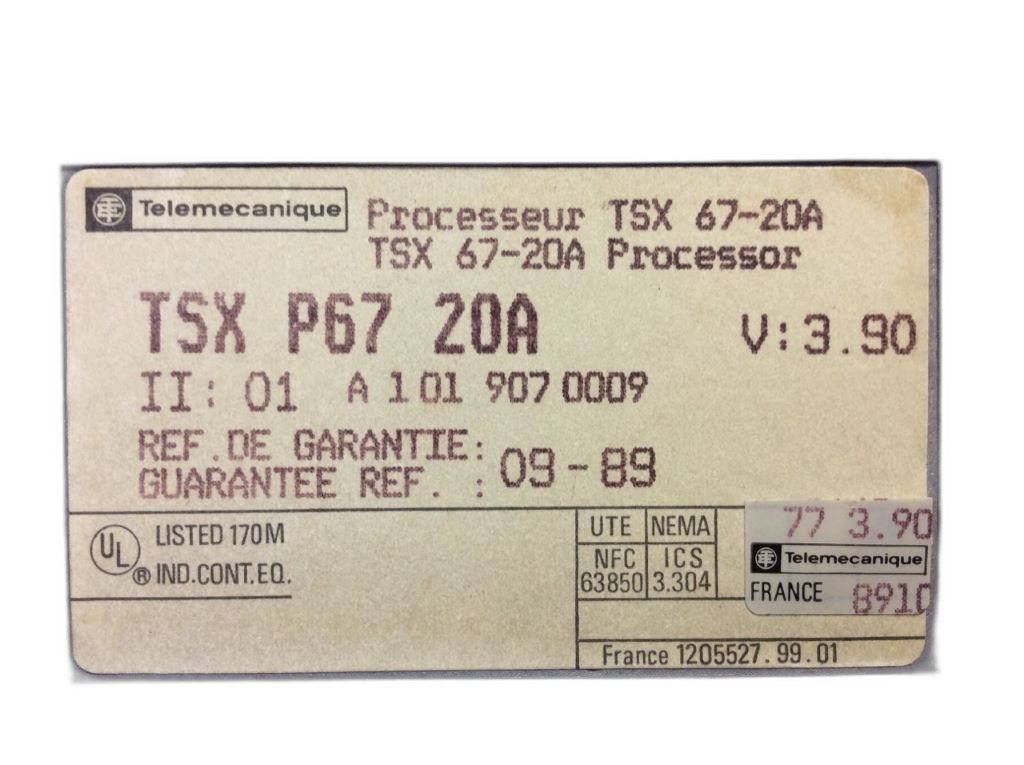 Telemecanique Processeur TSX 67-20A
TSX 67-20A Processor
TSX P67 20A V: 3.90
II: 01 A 101 907 0009
REF. DE GARANTIE:
GUARANTEE REF. : 09 - 89
UL ® LISTED 170M
IND.CONT.EQ.
UTE NEMA
NFC ICS
63850 3.304
77 3.90
Telemecanique
FRANCE 8910
France 1205527.99.01